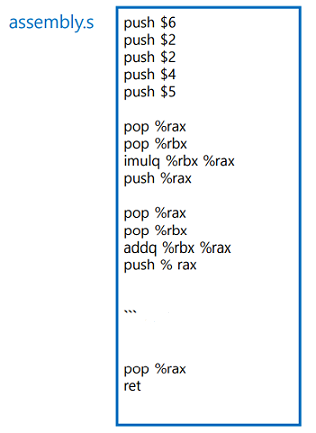 assembly.s
push $6
push $2
push $2
push $4
push $5
pop %rax
pop %rbx
imulq %rbx %rax
push %rax
pop %rax
pop %rbx
addq %rbx %rax
push % rax
```
pop %rax
ret